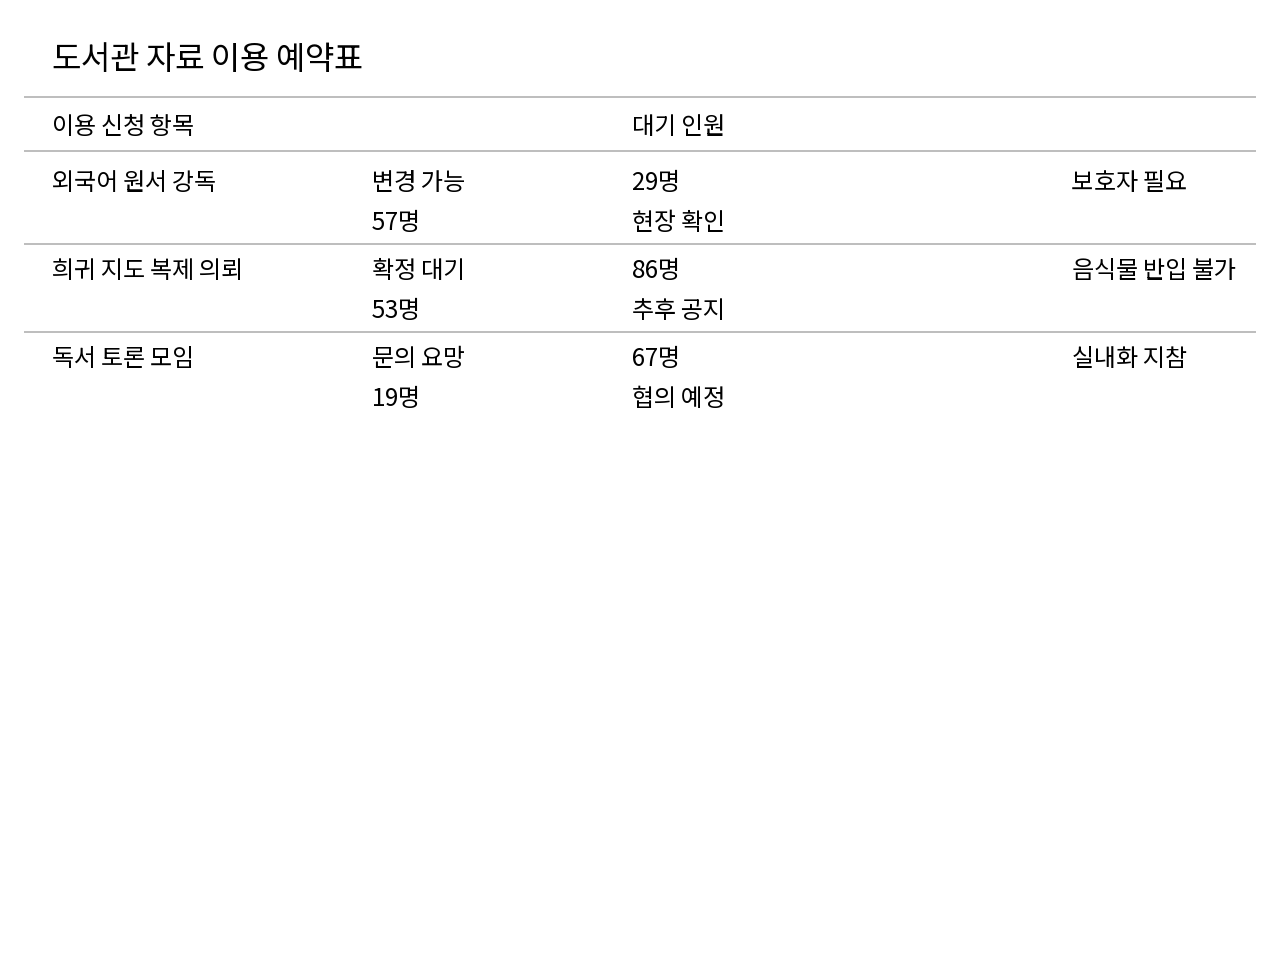 도서관 자료 이용 예약표
이용 신청 항목 대기 인원
외국어 원서 강독 변경 가능 29명 보호자 필요
57명 현장 확인
희귀 지도 복제 의뢰 확정 대기 86명 음식물 반입 불가
53명 추후 공지
독서 토론 모임 문의 요망 67명 실내화 지참
19명 협의 예정